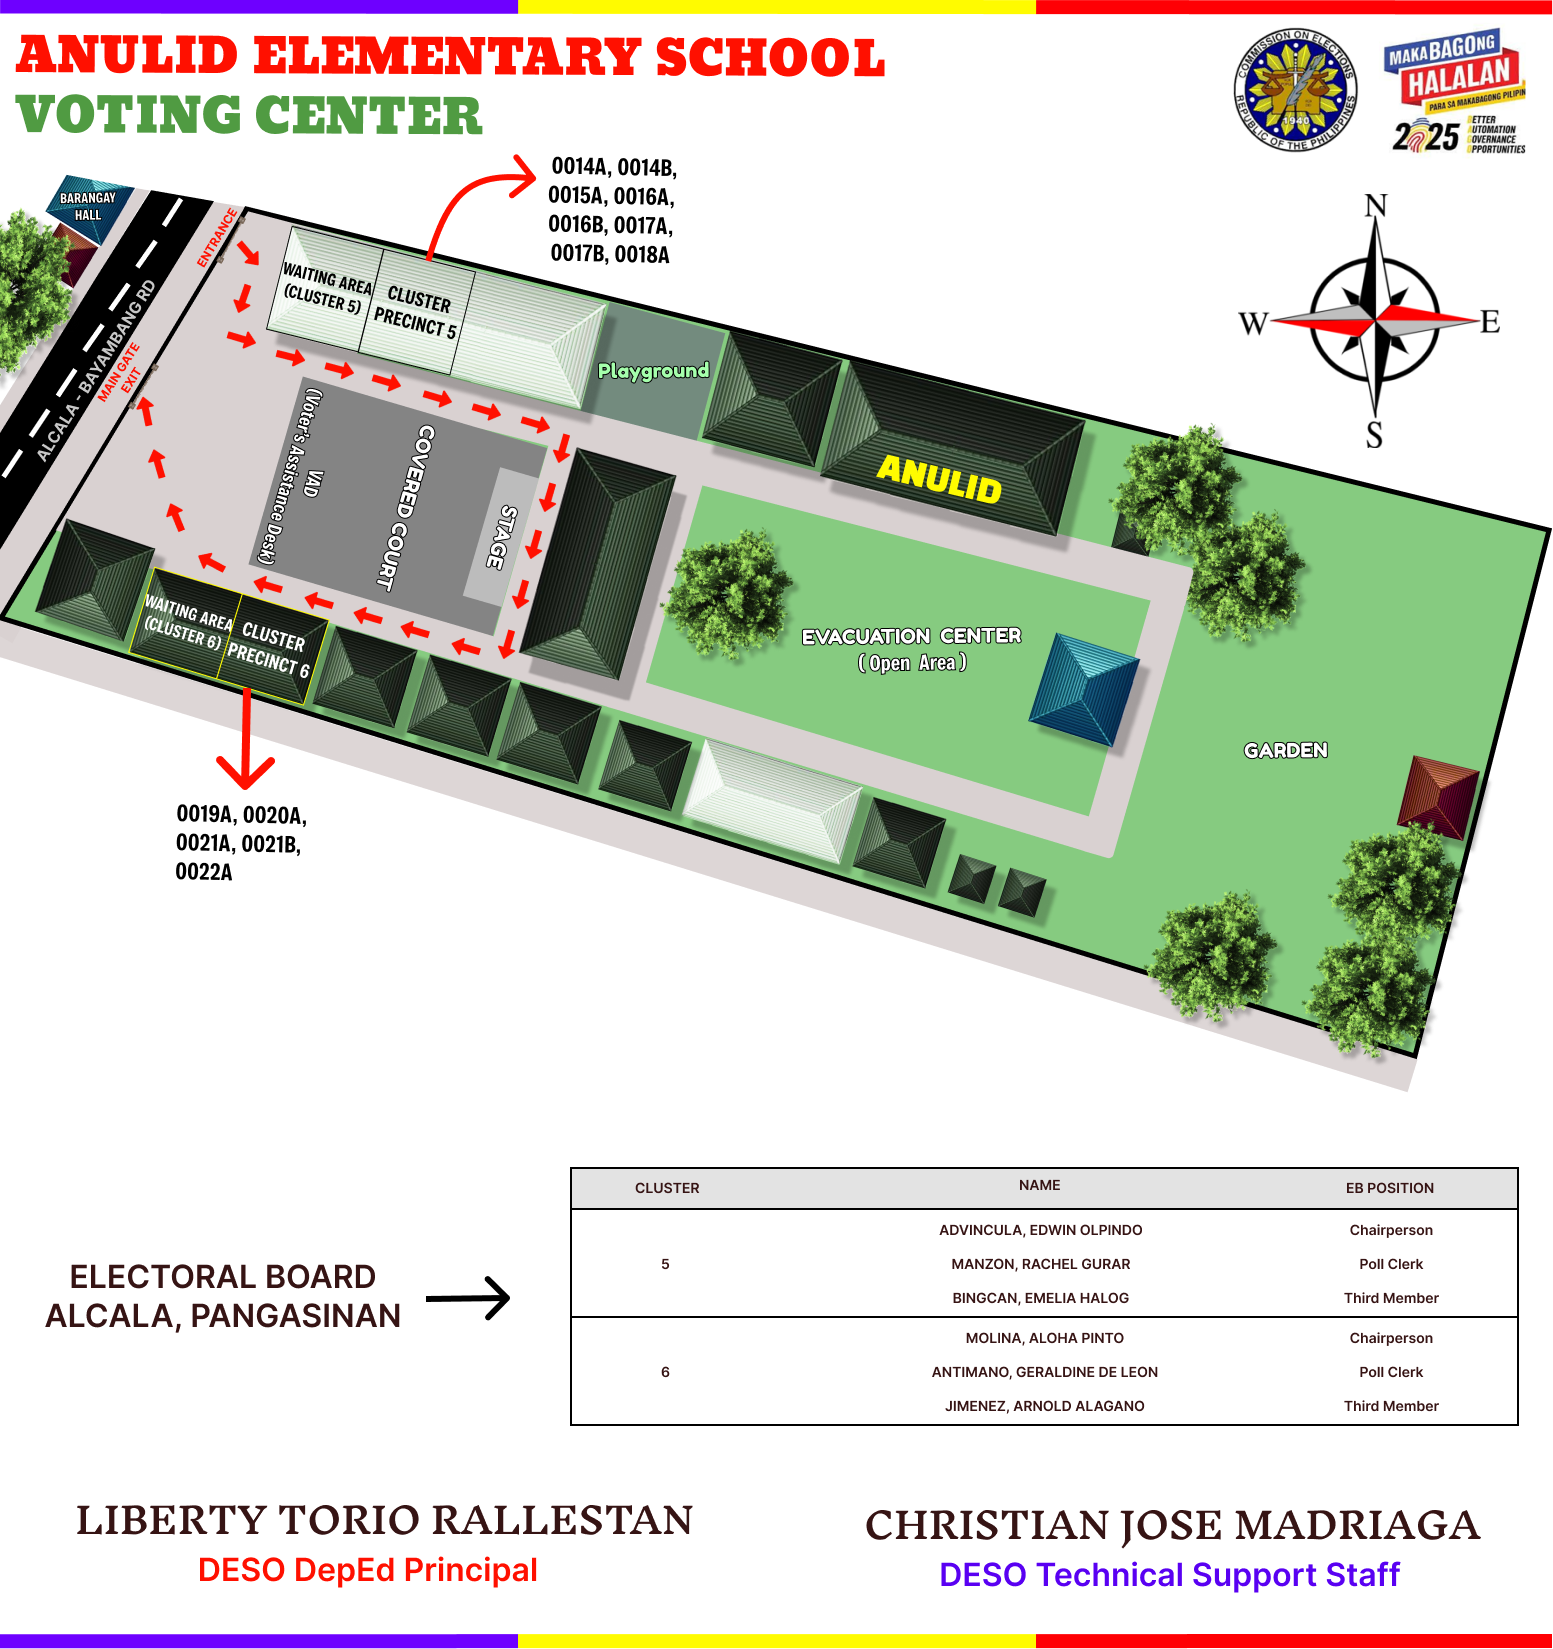 ANULID ELEMENTARY SCHOOL
VOTING CENTER
COMMISSION ON ELECTIONS
REPUBLIC OF THE PHILIPPINES
1940
MAKABAGONG
HALALAN
PARA SA MAKABAGONG PILIPIN
2025
BETTER
AUTOMATION
GOVERNANCE
OPPORTUNITIES
0014A, 0014B,
0015A, 0016A,
0016B, 0017A,
0017B, 0018A
N
W
E
S
BARANGAY
HALL
ENTRANCE
ALCALA - BAYAMBANG RD
MAIN GATE
EXIT
WAITING AREA
(CLUSTER 5)
CLUSTER
PRECINCT 5
Playground
ANULID
(Voter's Assistance Desk)
VAD
COVERED COURT
STAGE
WAITING AREA
(CLUSTER 6)
CLUSTER
PRECINCT 6
EVACUATION CENTER
( Open Area )
GARDEN
0019A, 0020A,
0021A, 0021B,
0022A
ELECTORAL BOARD
ALCALA, PANGASINAN
CLUSTER NAME EB POSITION
ADVINCULA, EDWIN OLPINDO Chairperson
5 MANZON, RACHEL GURAR Poll Clerk
BINGCAN, EMELIA HALOG Third Member
MOLINA, ALOHA PINTO Chairperson
6 ANTIMANO, GERALDINE DE LEON Poll Clerk
JIMENEZ, ARNOLD ALAGANO Third Member
LIBERTY TORIO RALLESTAN
DESO DepEd Principal
CHRISTIAN JOSE MADRIAGA
DESO Technical Support Staff